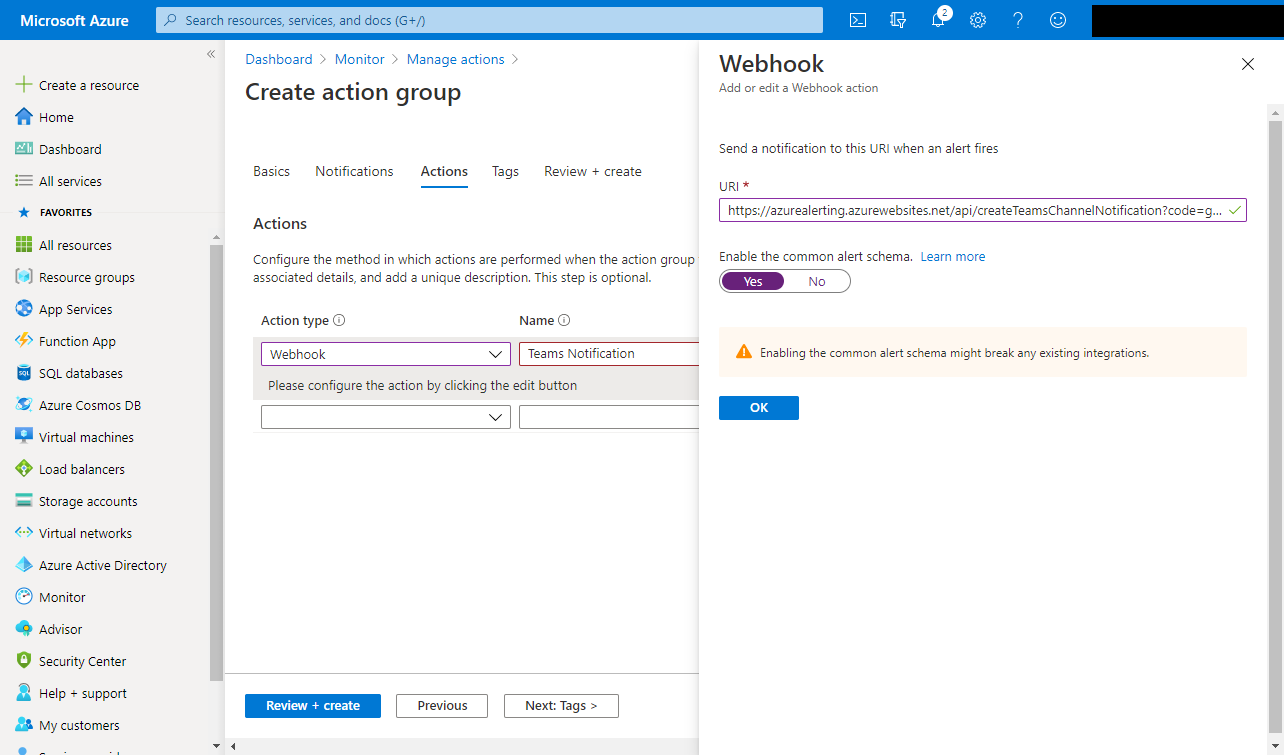 Microsoft Azure
Search resources, services, and docs (G+/)
2
«
Create a resource
Home
Dashboard
All services
FAVORITES
All resources
Resource groups
App Services
Function App
SQL databases
Azure Cosmos DB
Virtual machines
Load balancers
Storage accounts
Virtual networks
Azure Active Directory
Monitor
Advisor
Security Center
Help + support
My customers
Dashboard > Monitor > Manage actions >
Create action group
Basics Notifications Actions Tags Review + create
Actions
Configure the method in which actions are performed when the action group
associated details, and add a unique description. This step is optional.
Action type Name
Webhook Teams Notification
Please configure the action by clicking the edit button
Review + create Previous Next: Tags >
Webhook
Add or edit a Webhook action
Send a notification to this URI when an alert fires
URI *
https://azurealerting.azurewebsites.net/api/createTeamsChannelNotification?code=g...
Enable the common alert schema. Learn more
Yes No
Enabling the common alert schema might break any existing integrations.
OK